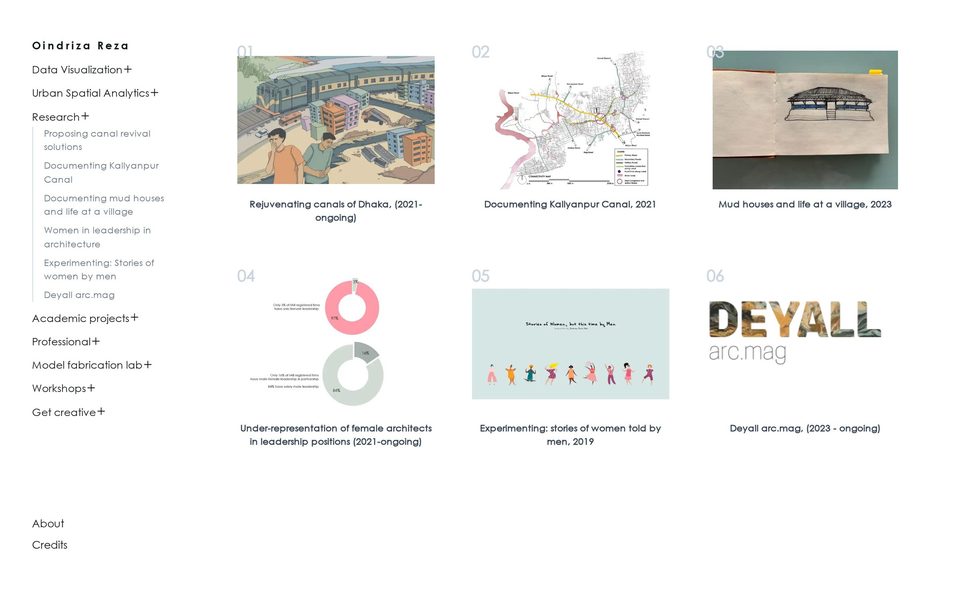 Oindriza Reza
Data Visualization+
Urban Spatial Analytics+
Research+
Proposing canal revival
solutions
Documenting Kallyanpur
Canal
Documenting mud houses
and life at a village
Women in leadership in
architecture
Experimenting: Stories of
women by men
Deyall arc.mag
Academic projects+
Professional+
Model fabrication lab+
Workshops+
Get creative+
About
Credits
01
Rejuvenating canals of Dhaka, (2021-
ongoing)
02
Documenting Kallyanpur Canal, 2021
03
Mud houses and life at a village, 2023
04
97%
16%
84%
Under-representation of female architects
in leadership positions (2021-ongoing)
05
Stories of Women, but this time by Men
Experimenting: stories of women told by
men, 2019
06
DEYALL
arc.mag
Deyall arc.mag, (2023 - ongoing)